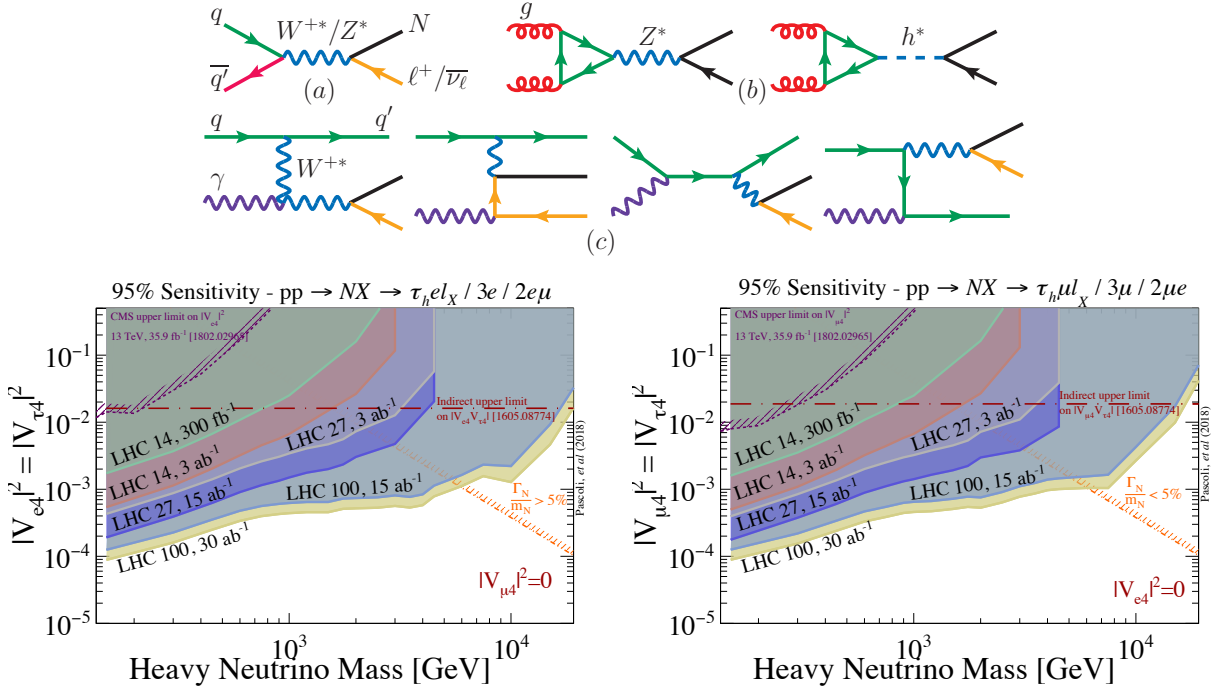 q W⁺*/Z* N
q̅′ (a) ℓ⁺/ν̅ℓ
g Z* h*
(b)
q q′
W⁺*
γ
(c)
95% Sensitivity - pp → NX → τₕelX / 3e / 2eμ
CMS upper limit on |Ve4|²
13 TeV, 35.9 fb⁻¹ [1802.02965]
|Ve4|² = |Vτ4|²
10⁻¹
10⁻²
10⁻³
10⁻⁴
10⁻⁵
Indirect upper limit
on |Ve4Vτ4| [1605.08774]
LHC 14, 300 fb⁻¹
LHC 27, 3 ab⁻¹
LHC 14, 3 ab⁻¹
LHC 27, 15 ab⁻¹
LHC 100, 15 ab⁻¹
LHC 100, 30 ab⁻¹
ΓN/mN > 5%
|Vμ4|²=0
Pascoli, et al (2018)
10³ 10⁴
Heavy Neutrino Mass [GeV]
95% Sensitivity - pp → NX → τₕμlX / 3μ / 2μe
CMS upper limit on |Vμ4|²
13 TeV, 35.9 fb⁻¹ [1802.02965]
|Vμ4|² = |Vτ4|²
10⁻¹
10⁻²
10⁻³
10⁻⁴
10⁻⁵
Indirect upper limit
on |Vμ4Vτ4| [1605.08774]
LHC 14, 300 fb⁻¹
LHC 27, 3 ab⁻¹
LHC 14, 3 ab⁻¹
LHC 27, 15 ab⁻¹
LHC 100, 15 ab⁻¹
LHC 100, 30 ab⁻¹
ΓN/mN < 5%
|Ve4|²=0
Pascoli, et al (2018)
10³ 10⁴
Heavy Neutrino Mass [GeV]